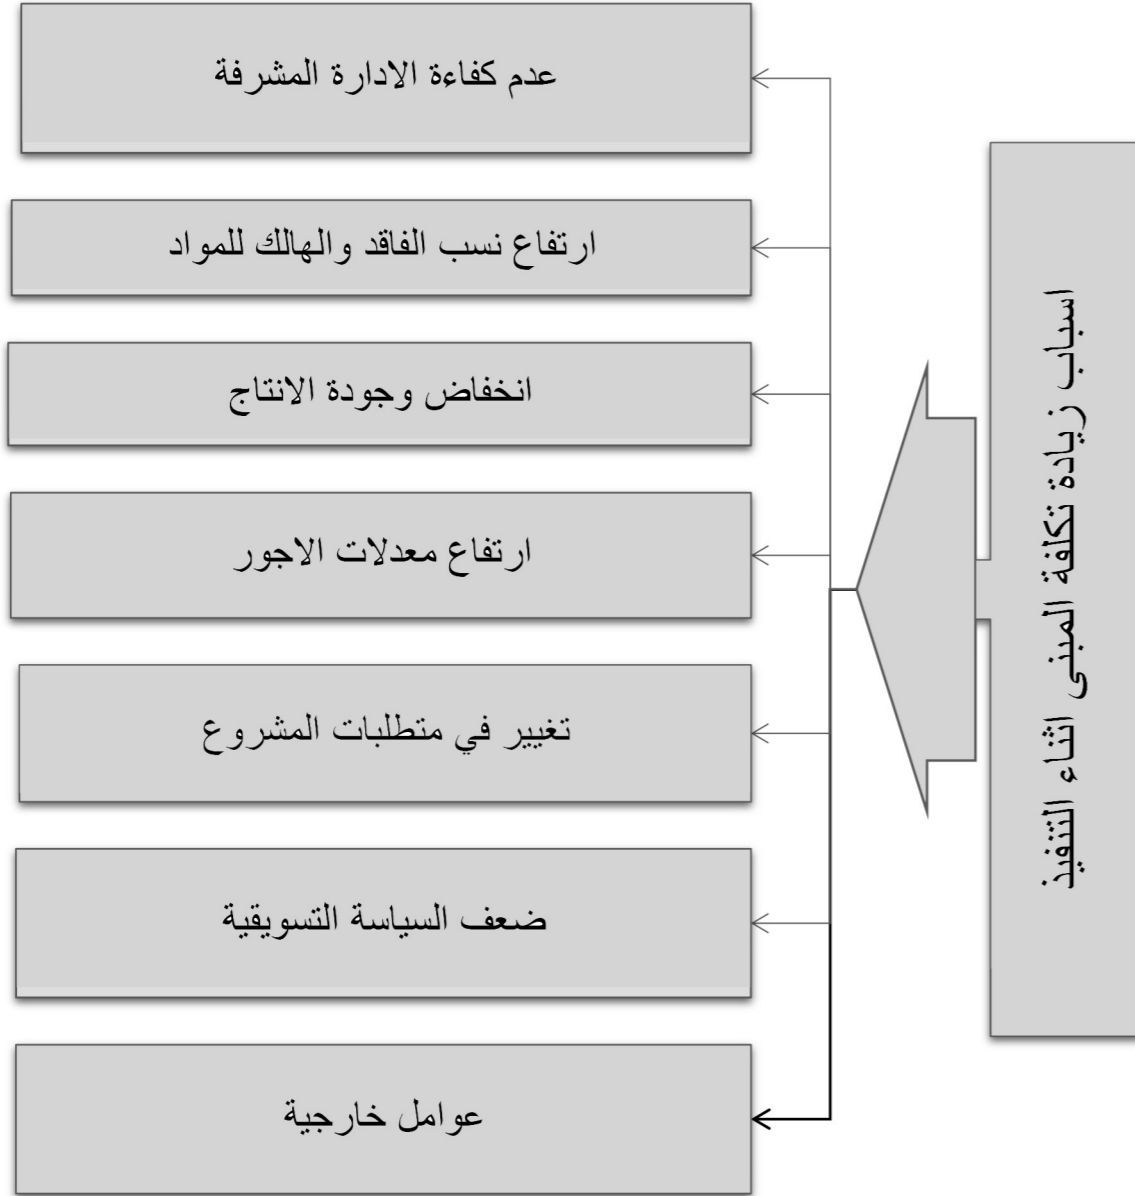 اسباب زيادة تكلفة المبنى اثناء التنفيذ
عدم كفاءة الادارة المشرفة
ارتفاع نسب الفاقد والهالك للمواد
انخفاض وجودة الانتاج
ارتفاع معدلات الاجور
تغيير في متطلبات المشروع
ضعف السياسة التسويقية
عوامل خارجية